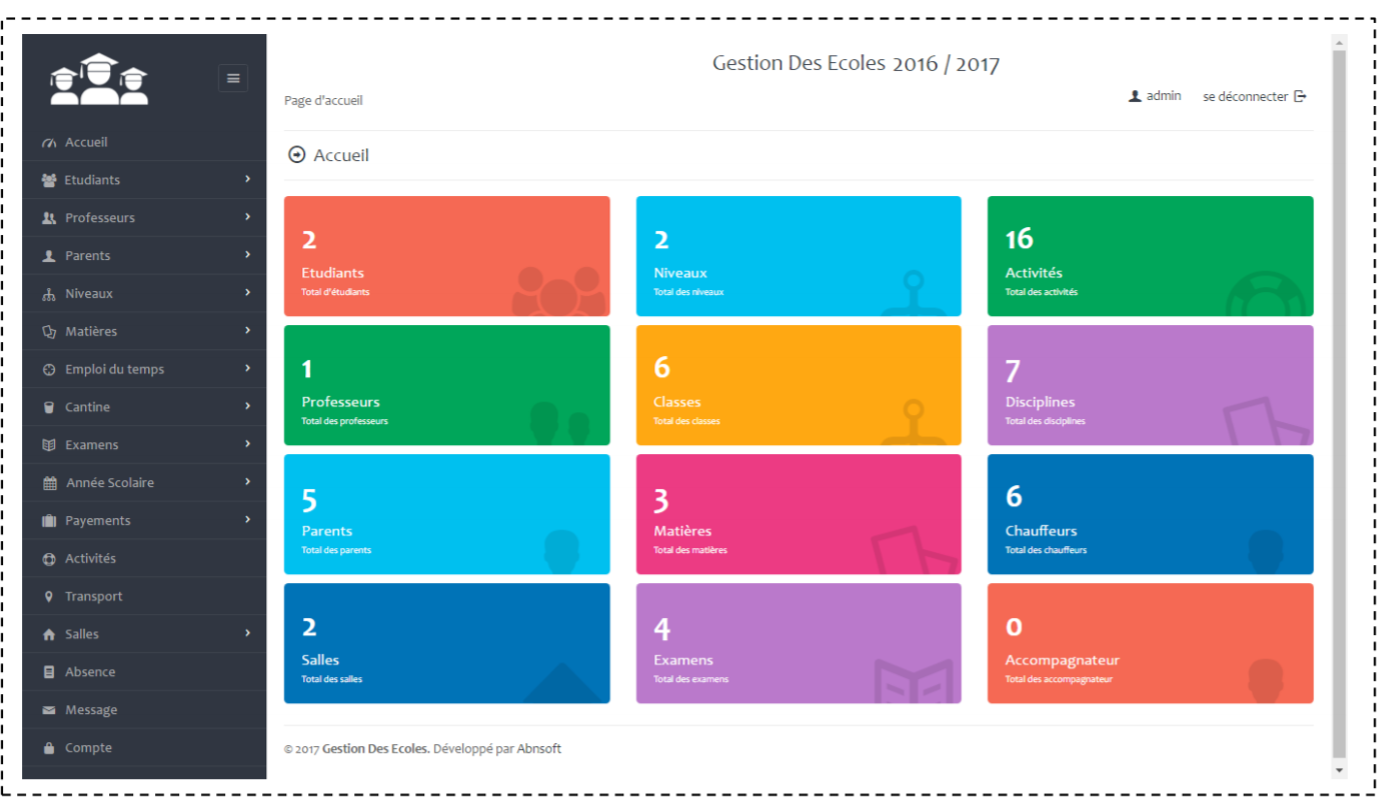 Gestion Des Ecoles 2016 / 2017
Page d'accueil
admin se déconnecter
Accueil
Etudiants
Professeurs
Parents
Niveaux
Matières
Emploi du temps
Cantine
Examens
Année Scolaire
Payements
Activités
Transport
Salles
Absence
Message
Compte
Accueil
2
Etudiants
Total d'étudiants
2
Niveaux
Total des niveaux
16
Activités
Total des activités
1
Professeurs
Total des professeurs
6
Classes
Total des classes
7
Disciplines
Total des disciplines
5
Parents
Total des parents
3
Matières
Total des matières
6
Chauffeurs
Total des chauffeurs
2
Salles
Total des salles
4
Examens
Total des examens
0
Accompagnateur
Total des accompagnateur
© 2017 Gestion Des Ecoles. Développé par Abnsoft